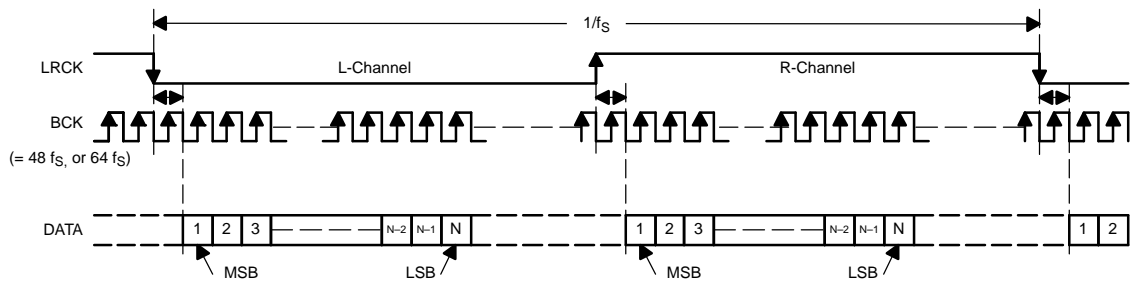 1/fS
LRCK
L-Channel
R-Channel
BCK
(= 48 fS, or 64 fS)
DATA
1 2 3 N–2 N–1 N 1 2 3 N–2 N–1 N 1 2
MSB LSB MSB LSB